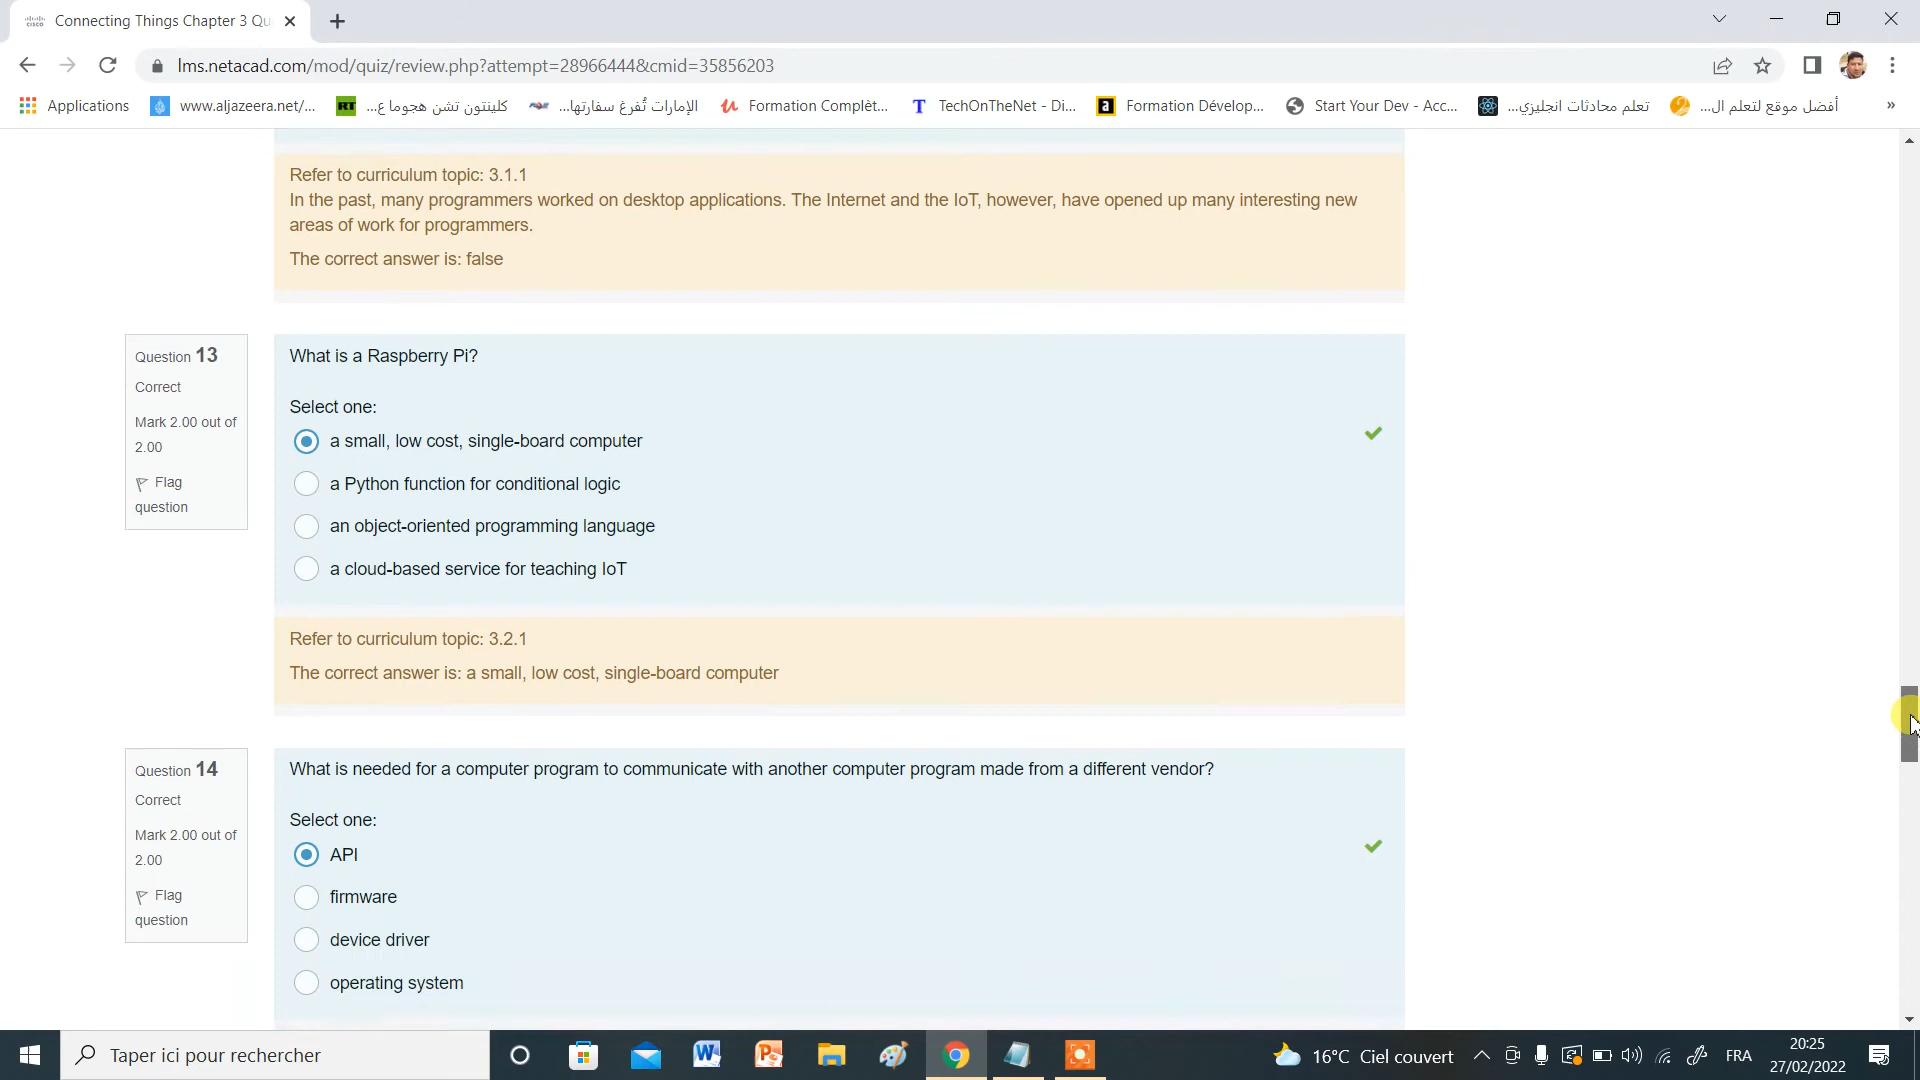 Connecting Things Chapter 3 Qu
lms.netacad.com/mod/quiz/review.php?attempt=28966444&cmid=35856203
Applications
www.aljazeera.net/...
RT
كلينتون تشن هجوما ع...
الإمارات تُفرغ سفارتها...
Formation Complèt...
T
TechOnTheNet - Di...
a
Formation Dévelop...
Start Your Dev - Acc...
تعلم محادثات انجليزي...
أفضل موقع لتعلم ال...
»
Refer to curriculum topic: 3.1.1
In the past, many programmers worked on desktop applications. The Internet and the IoT, however, have opened up many interesting new
areas of work for programmers.
The correct answer is: false
Question 13
Correct
Mark 2.00 out of
2.00
Flag
question
What is a Raspberry Pi?
Select one:
a small, low cost, single-board computer
a Python function for conditional logic
an object-oriented programming language
a cloud-based service for teaching IoT
Refer to curriculum topic: 3.2.1
The correct answer is: a small, low cost, single-board computer
Question 14
Correct
Mark 2.00 out of
2.00
Flag
question
What is needed for a computer program to communicate with another computer program made from a different vendor?
Select one:
API
firmware
device driver
operating system
Taper ici pour rechercher
16°C Ciel couvert
FRA
20:25
27/02/2022